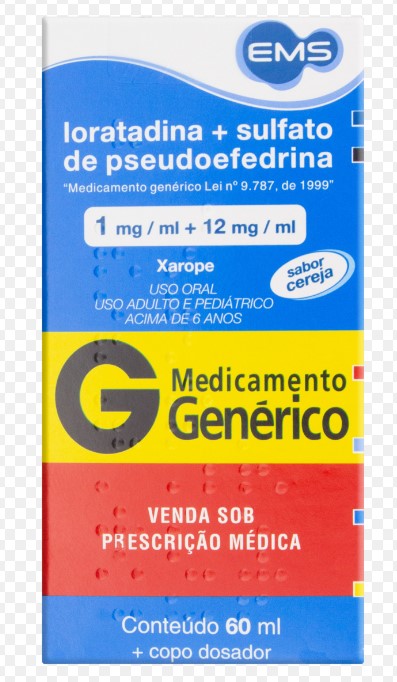 EMS
loratadina + sulfato
de pseudoefedrina
“Medicamento genérico Lei nº 9.787, de 1999”
1 mg / ml + 12 mg / ml
Xarope
sabor
cereja
USO ORAL
USO ADULTO E PEDIÁTRICO
ACIMA DE 6 ANOS
G Medicamento
Genérico
VENDA SOB
PRESCRIÇÃO MÉDICA
Conteúdo 60 ml
+ copo dosador